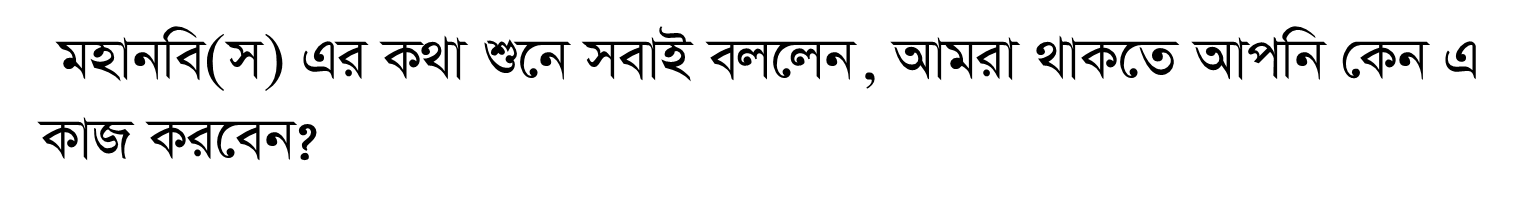 মহানবি(স) এর কথা শুনে সবাই বললেন, আমরা থাকতে আপনি কেন এ
কাজ করবেন?